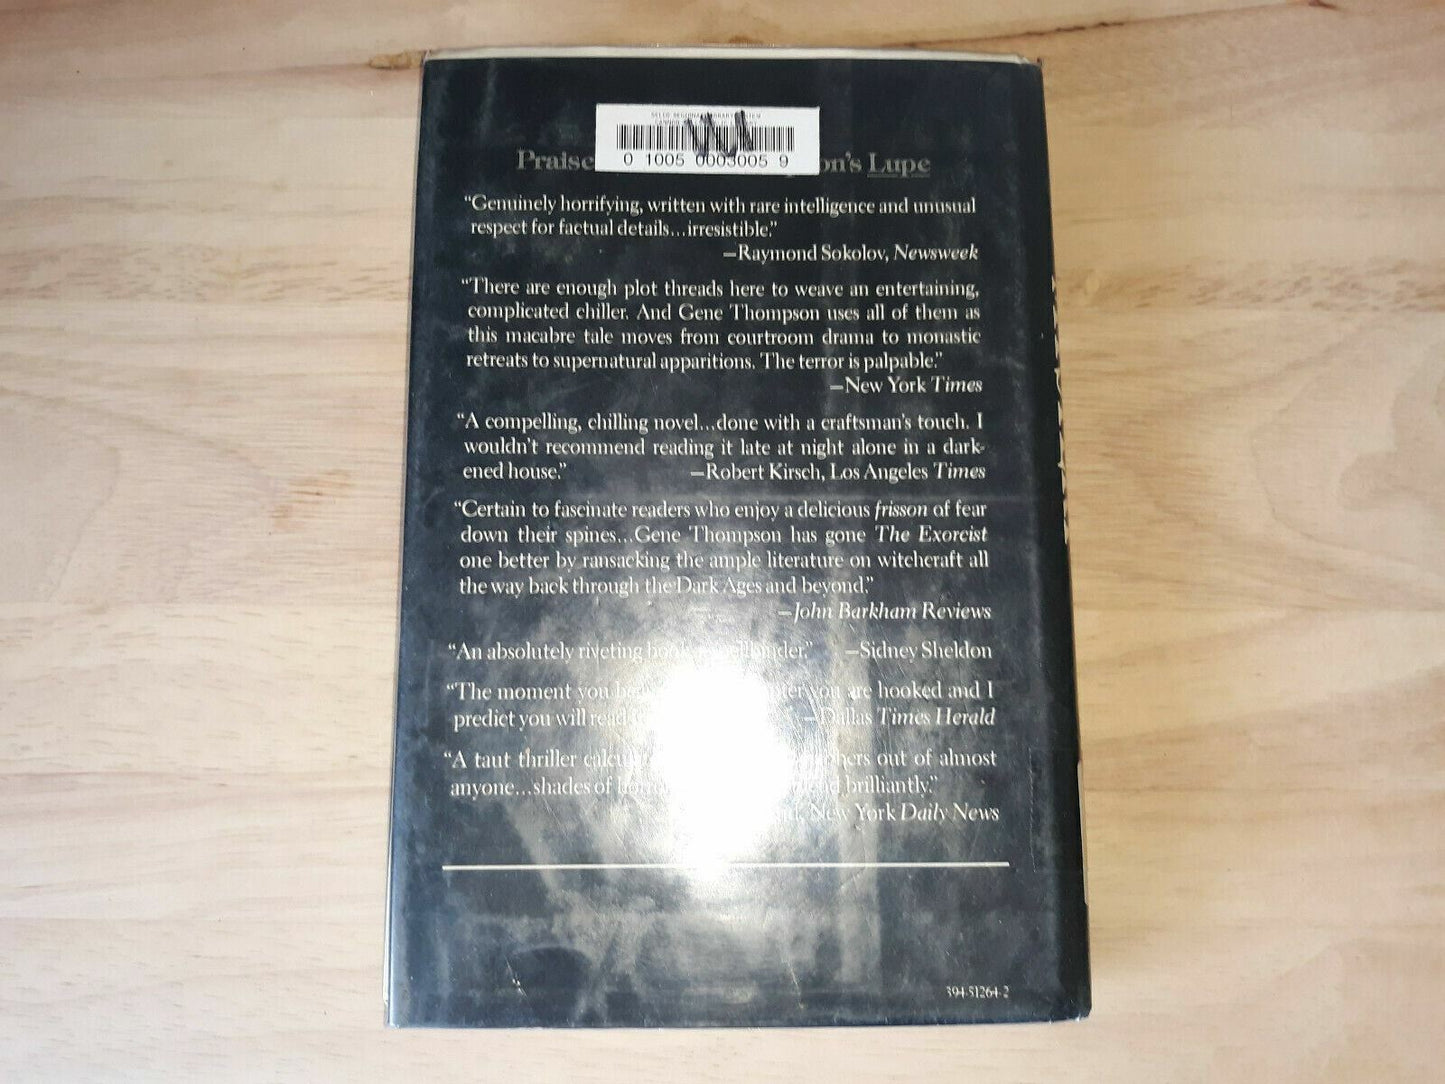 0 1005 0003005 9
Praise on's Lupe
“Genuinely horrifying, written with rare intelligence and unusual
respect for factual details...irresistible.”
—Raymond Sokolov, Newsweek
“There are enough plot threads here to weave an entertaining,
complicated chiller. And Gene Thompson uses all of them as
this macabre tale moves from courtroom drama to monastic
retreats to supernatural apparitions. The terror is palpable.”
—New York Times
“A compelling, chilling novel...done with a craftsman's touch. I
wouldn't recommend reading it late at night alone in a dark-
ened house.” —Robert Kirsch, Los Angeles Times
“Certain to fascinate readers who enjoy a delicious frisson of fear
down their spines...Gene Thompson has gone The Exorcist
one better by ransacking the ample literature on witchcraft all
the way back through the Dark Ages and beyond.”
—John Barkham Reviews
“An absolutely riveting —Sidney Sheldon
“The moment you you are hooked and I
predict you will read —Dallas Times Herald
“A taut thriller out of almost
anyone...shades of brilliantly.”
New York Daily News
394-51264-2